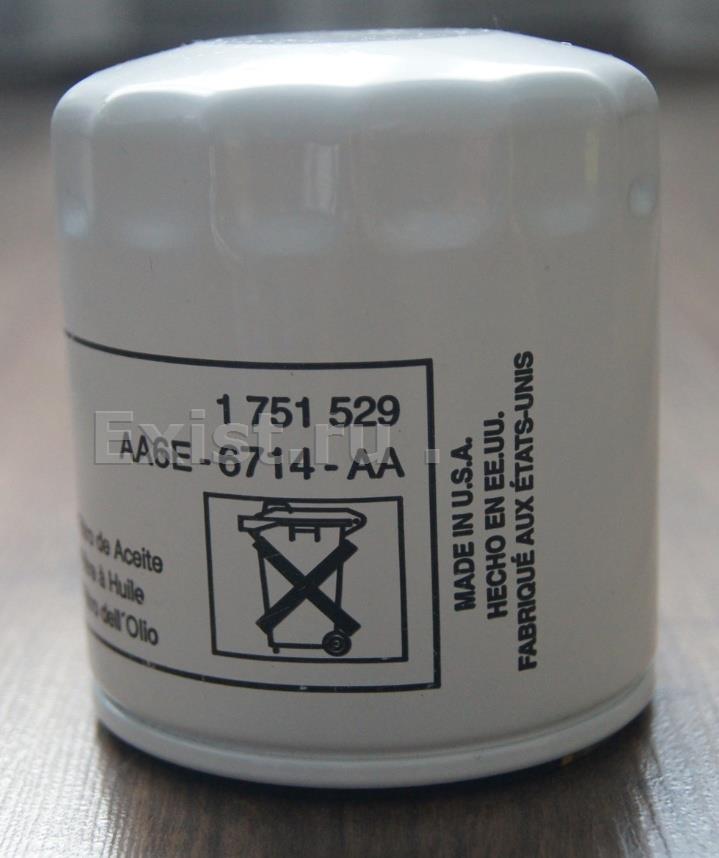 1 751 529
AA6E - 6714 - AA
Exist.ru
de Aceite
à Huile
dell'Olio
MADE IN U.S.A.
HECHO EN EE.UU.
FABRIQUÉ AUX ÉTATS-UNIS